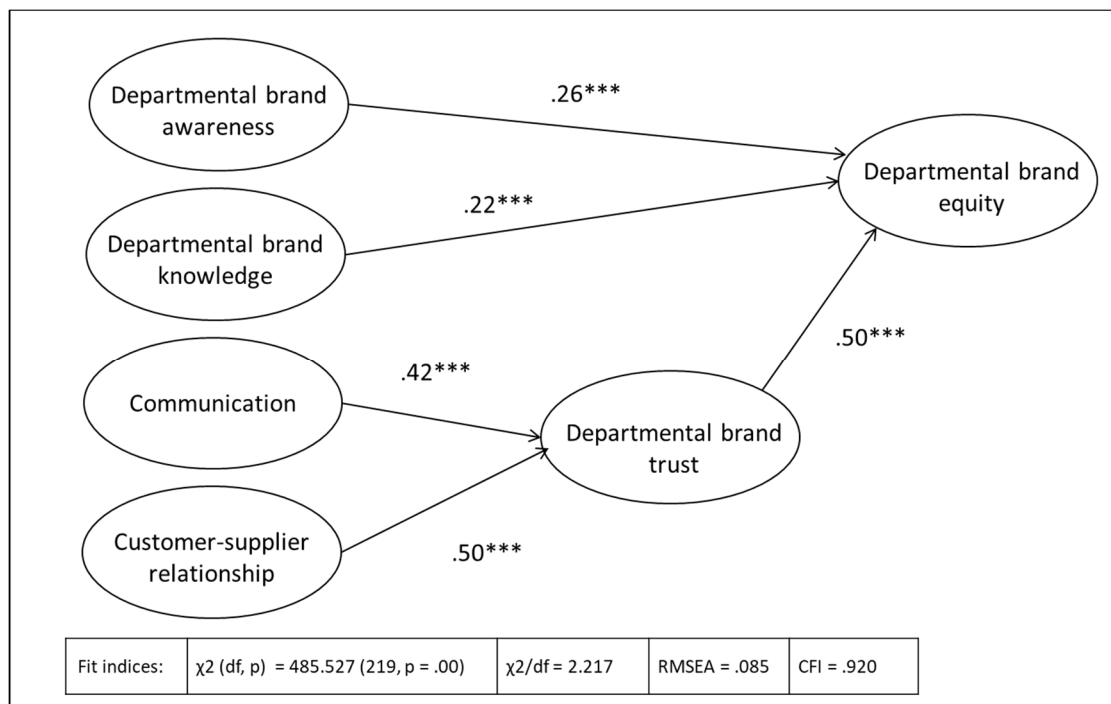 Departmental brand
awareness
.26***
Departmental brand
equity
Departmental brand
knowledge
.22***
Communication
.42***
.50***
Departmental brand
trust
Customer-supplier
relationship
.50***
Fit indices: χ2 (df, p) = 485.527 (219, p = .00) χ2/df = 2.217 RMSEA = .085 CFI = .920